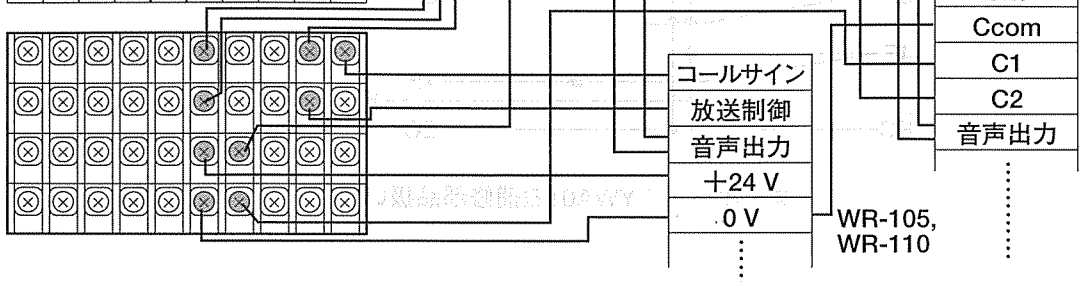 コールサイン
放送制御
音声出力
＋24 V
0 V
WR-105,
WR-110
Ccom
C1
C2
音声出力